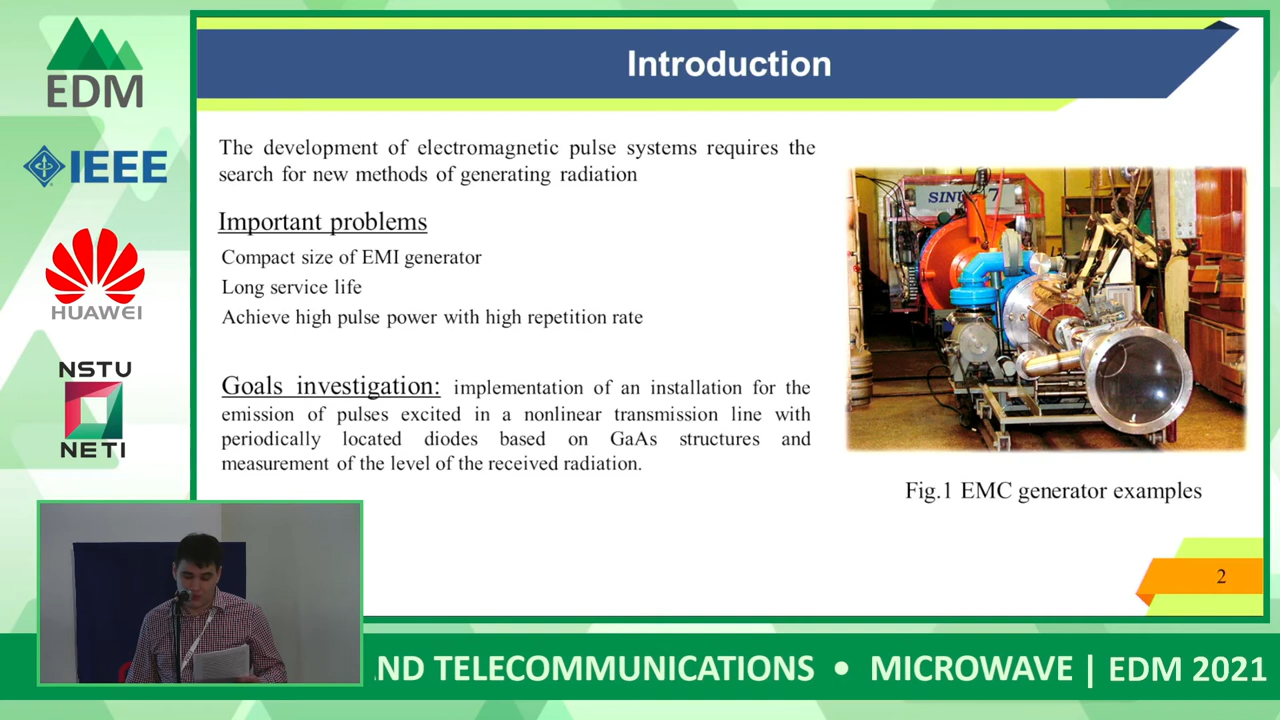 EDM
IEEE
HUAWEI
NSTU
NETI
Introduction
The development of electromagnetic pulse systems requires the
search for new methods of generating radiation
Important problems
Compact size of EMI generator
Long service life
Achieve high pulse power with high repetition rate
Goals investigation: implementation of an installation for the
emission of pulses excited in a nonlinear transmission line with
periodically located diodes based on GaAs structures and
measurement of the level of the received radiation.
SINUS 7
Fig.1 EMC generator examples
2
ND TELECOMMUNICATIONS • MICROWAVE | EDM 2021